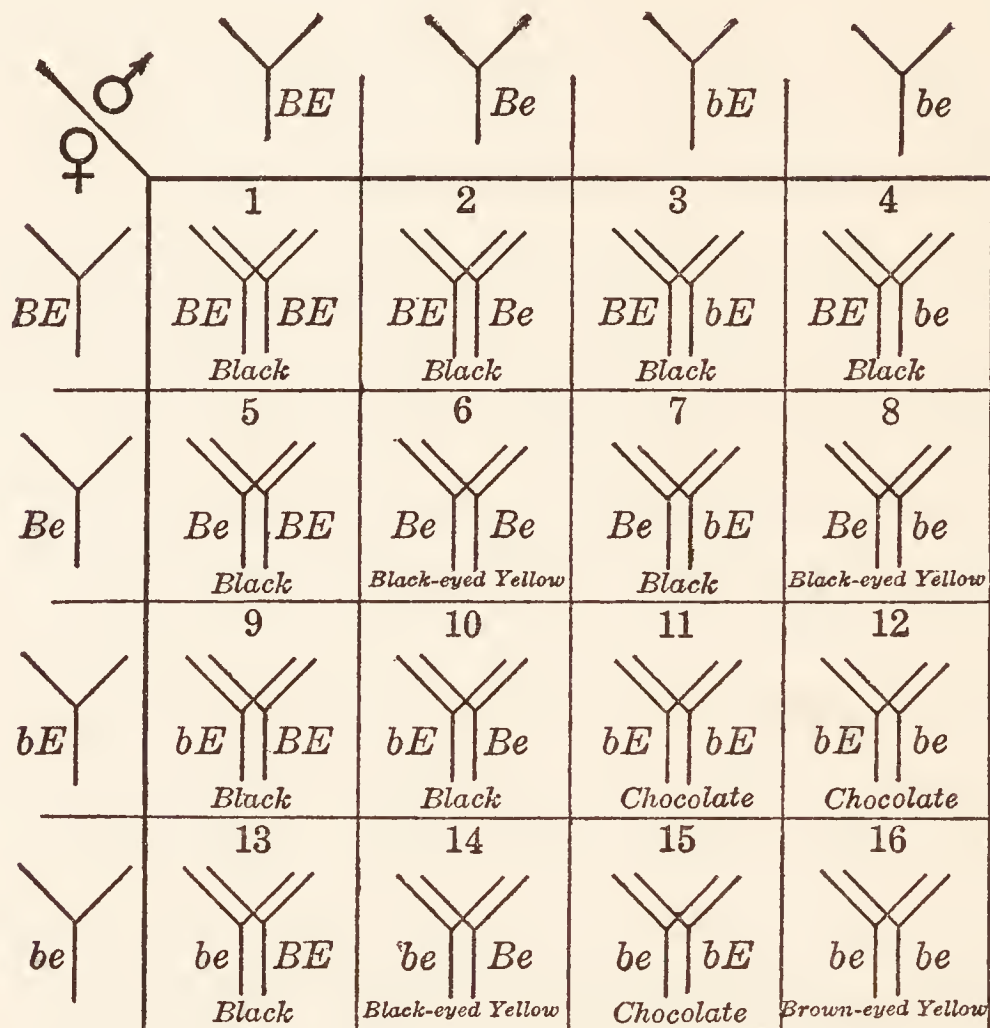 ♂ BE Be bE be
♀
1 2 3 4
BE BE BE BE Be BE bE BE be
Black Black Black Black
5 6 7 8
Be Be BE Be Be Be bE Be be
Black Black-eyed Yellow Black Black-eyed Yellow
9 10 11 12
bE bE BE bE Be bE bE bE be
Black Black Chocolate Chocolate
13 14 15 16
be be BE be Be be bE be be
Black Black-eyed Yellow Chocolate Brown-eyed Yellow